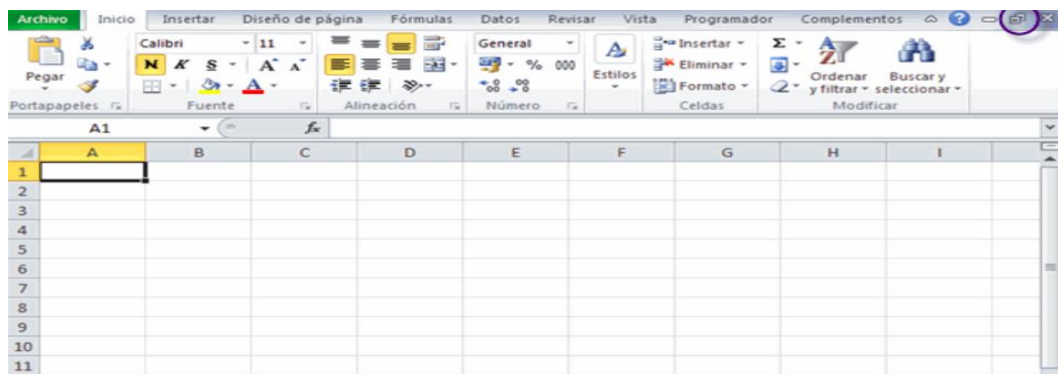 Archivo Inicio Insertar Diseño de página Fórmulas Datos Revisar Vista Programador Complementos
Calibri 11 General Insertar Σ
Pegar N K S A A % 000 Estilos Eliminar Ordenar y filtrar Buscar y seleccionar
A Formato
Portapapeles Fuente Alineación Número Celdas Modificar
A1 fx
A B C D E F G H I
1
2
3
4
5
6
7
8
9
10
11